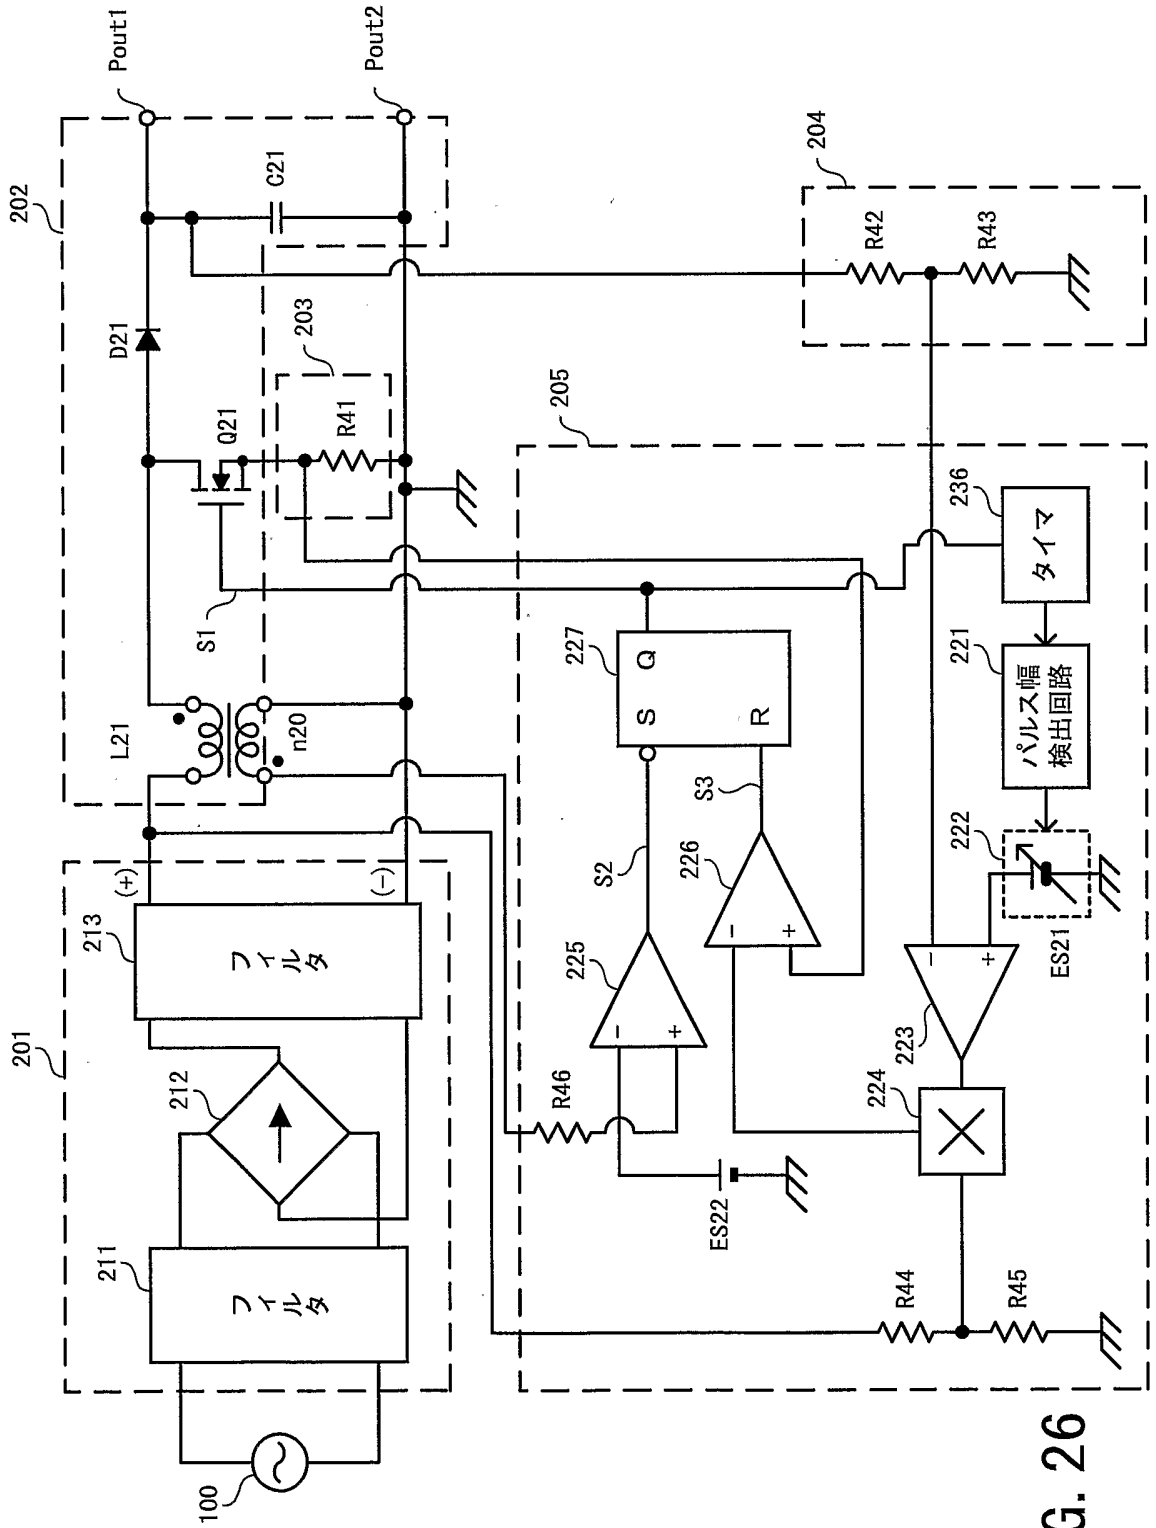 202
Pout1
Pout2
L21
D21
C21
Q21
S1
n20
203
R41
201
(+)
(-)
213
フィルタ
212
211
フィルタ
100
204
R42
R43
205
227
S
Q
R
S2
S3
225
-
+
226
-
+
R46
ES22
236
タイマ
221
パルス幅
検出回路
222
ES21
223
-
+
224
R44
R45
G. 26